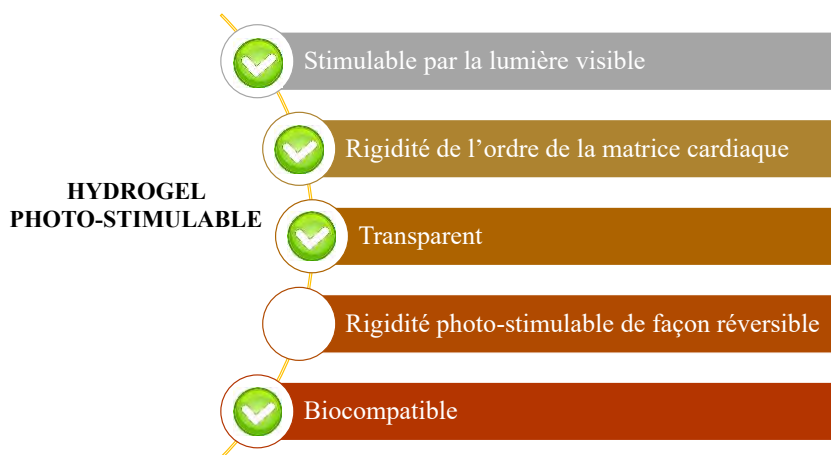 Stimulable par la lumière visible
Rigidité de l’ordre de la matrice cardiaque
HYDROGEL
PHOTO-STIMULABLE
Transparent
Rigidité photo-stimulable de façon réversible
Biocompatible